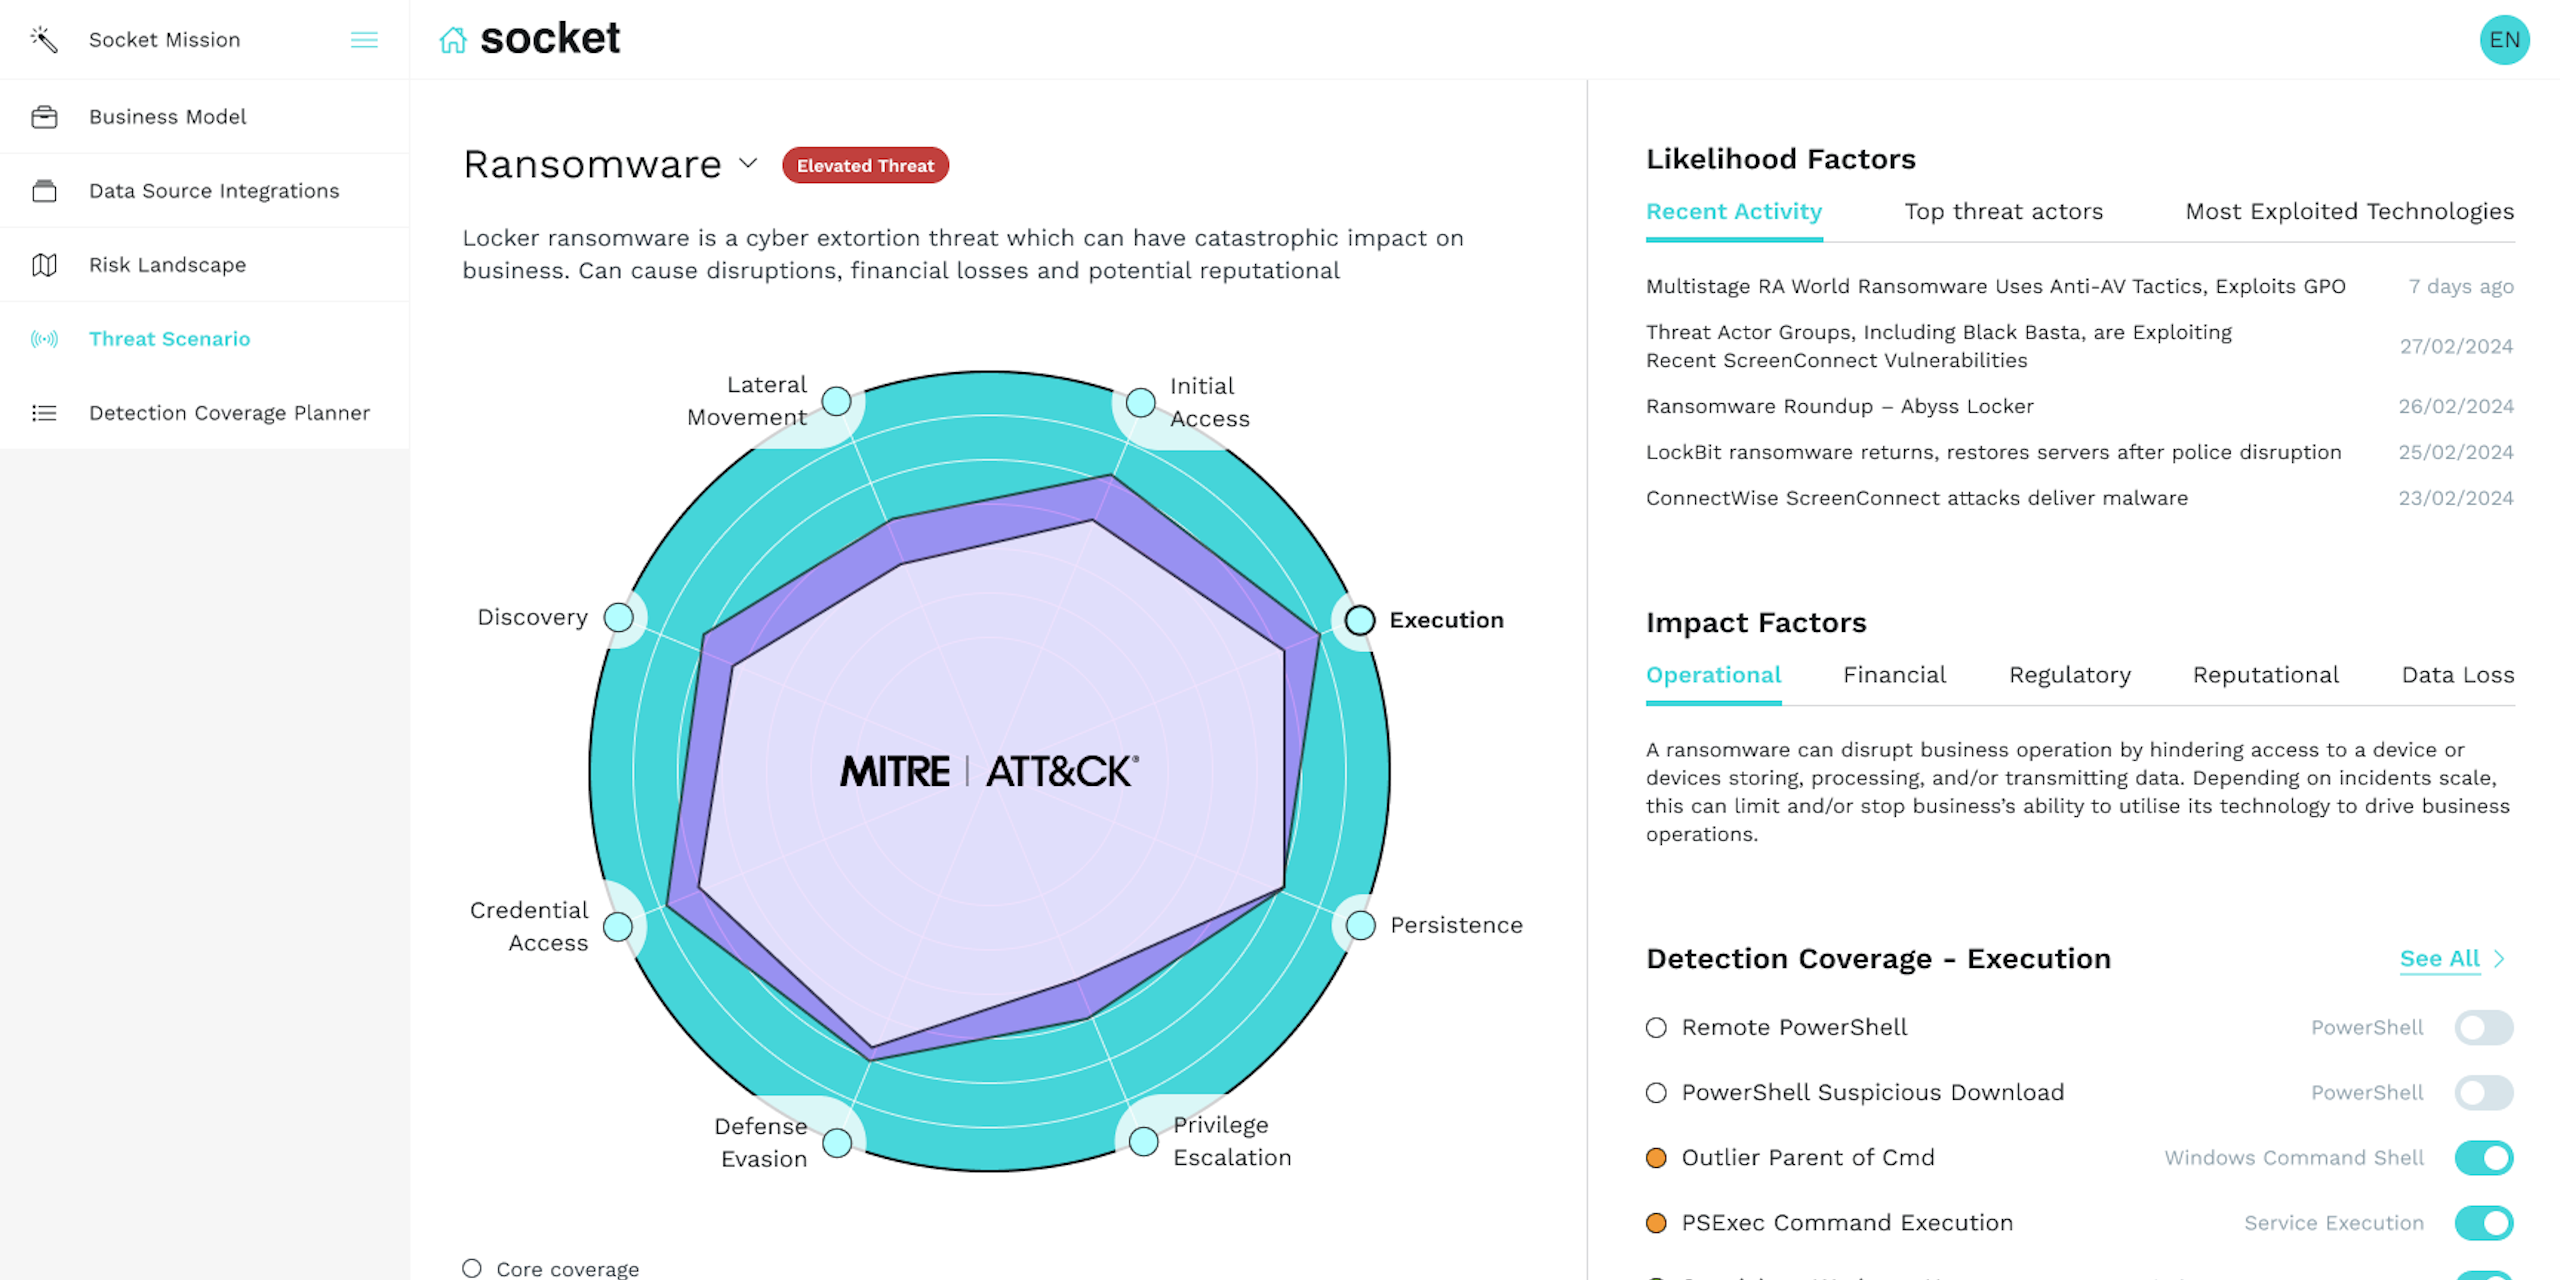 Socket Mission
Business Model
Data Source Integrations
Risk Landscape
Threat Scenario
Detection Coverage Planner
socket
EN
Ransomware
Elevated Threat
Locker ransomware is a cyber extortion threat which can have catastrophic impact on
business. Can cause disruptions, financial losses and potential reputational
Lateral
Movement
Initial
Access
Discovery
Execution
MITRE | ATT&CK®
Credential
Access
Persistence
Defense
Evasion
Privilege
Escalation
Core coverage
Likelihood Factors
Recent Activity
Top threat actors
Most Exploited Technologies
Multistage RA World Ransomware Uses Anti-AV Tactics, Exploits GPO
7 days ago
Threat Actor Groups, Including Black Basta, are Exploiting
Recent ScreenConnect Vulnerabilities
27/02/2024
Ransomware Roundup – Abyss Locker
26/02/2024
LockBit ransomware returns, restores servers after police disruption
25/02/2024
ConnectWise ScreenConnect attacks deliver malware
23/02/2024
Impact Factors
Operational
Financial
Regulatory
Reputational
Data Loss
A ransomware can disrupt business operation by hindering access to a device or
devices storing, processing, and/or transmitting data. Depending on incidents scale,
this can limit and/or stop business’s ability to utilise its technology to drive business
operations.
Detection Coverage - Execution
See All
Remote PowerShell
PowerShell
PowerShell Suspicious Download
PowerShell
Outlier Parent of Cmd
Windows Command Shell
PSExec Command Execution
Service Execution